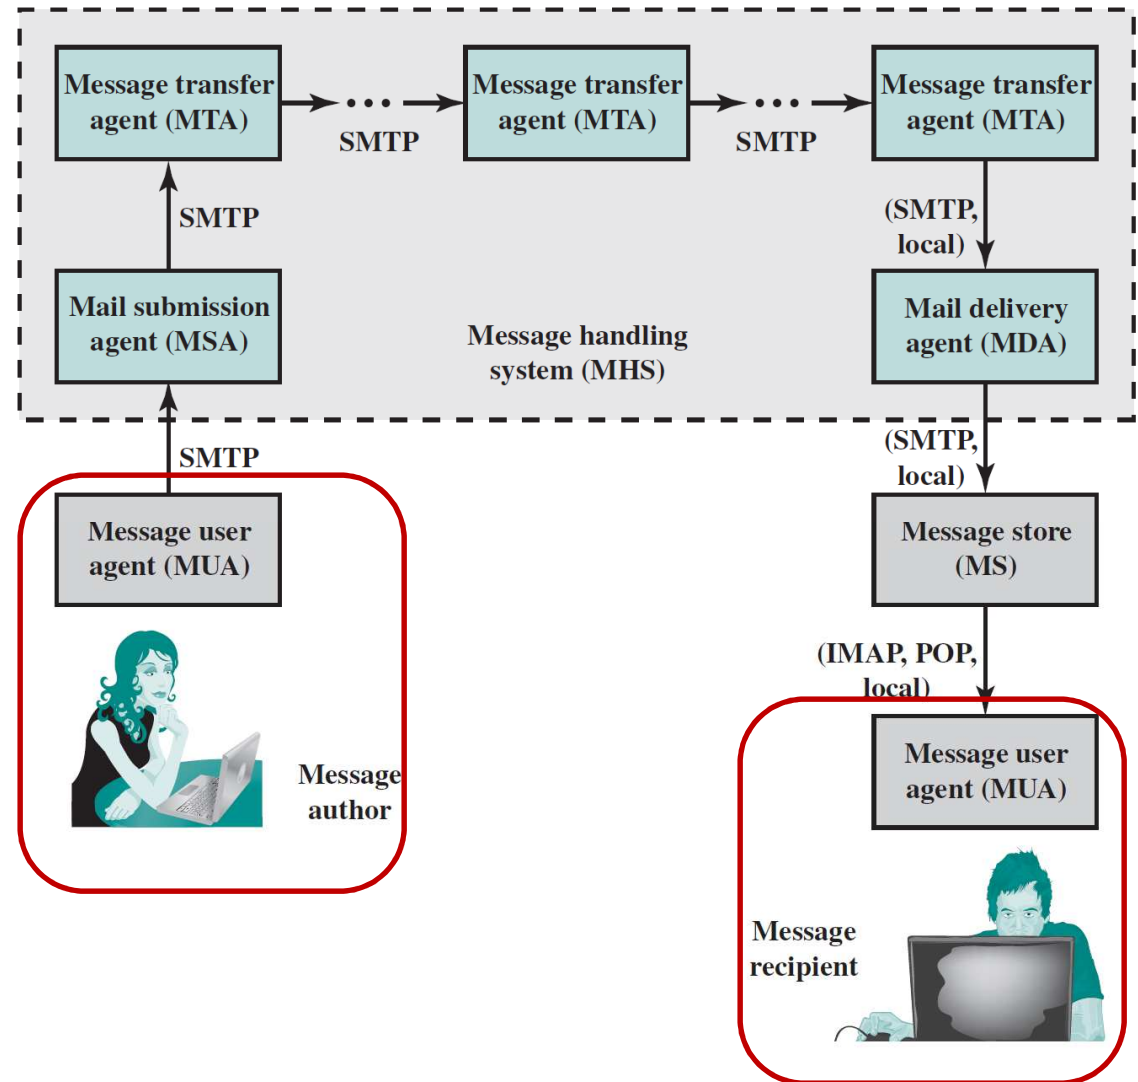 Message transfer
agent (MTA)
SMTP
Message transfer
agent (MTA)
SMTP
Message transfer
agent (MTA)
SMTP
(SMTP,
local)
Mail submission
agent (MSA)
Message handling
system (MHS)
Mail delivery
agent (MDA)
SMTP
(SMTP,
local)
Message user
agent (MUA)
Message store
(MS)
(IMAP, POP,
local)
Message
author
Message user
agent (MUA)
Message
recipient